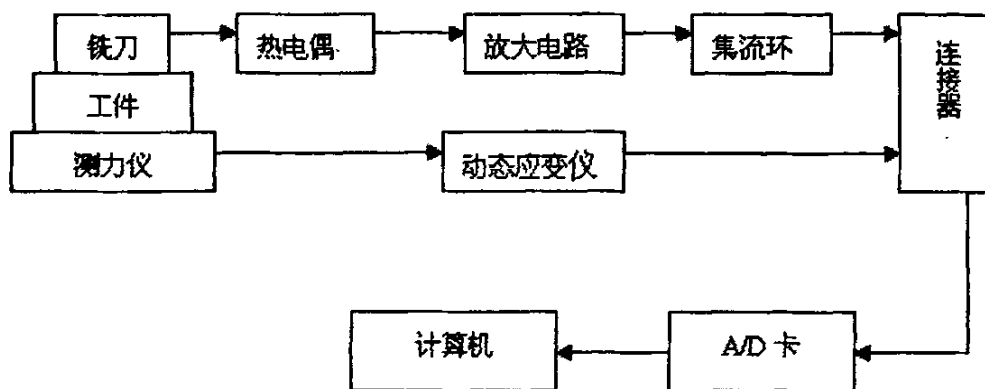 铣刀
热电偶
放大电路
集流环
连接器
工件
测力仪
动态应变仪
计算机
A/D 卡